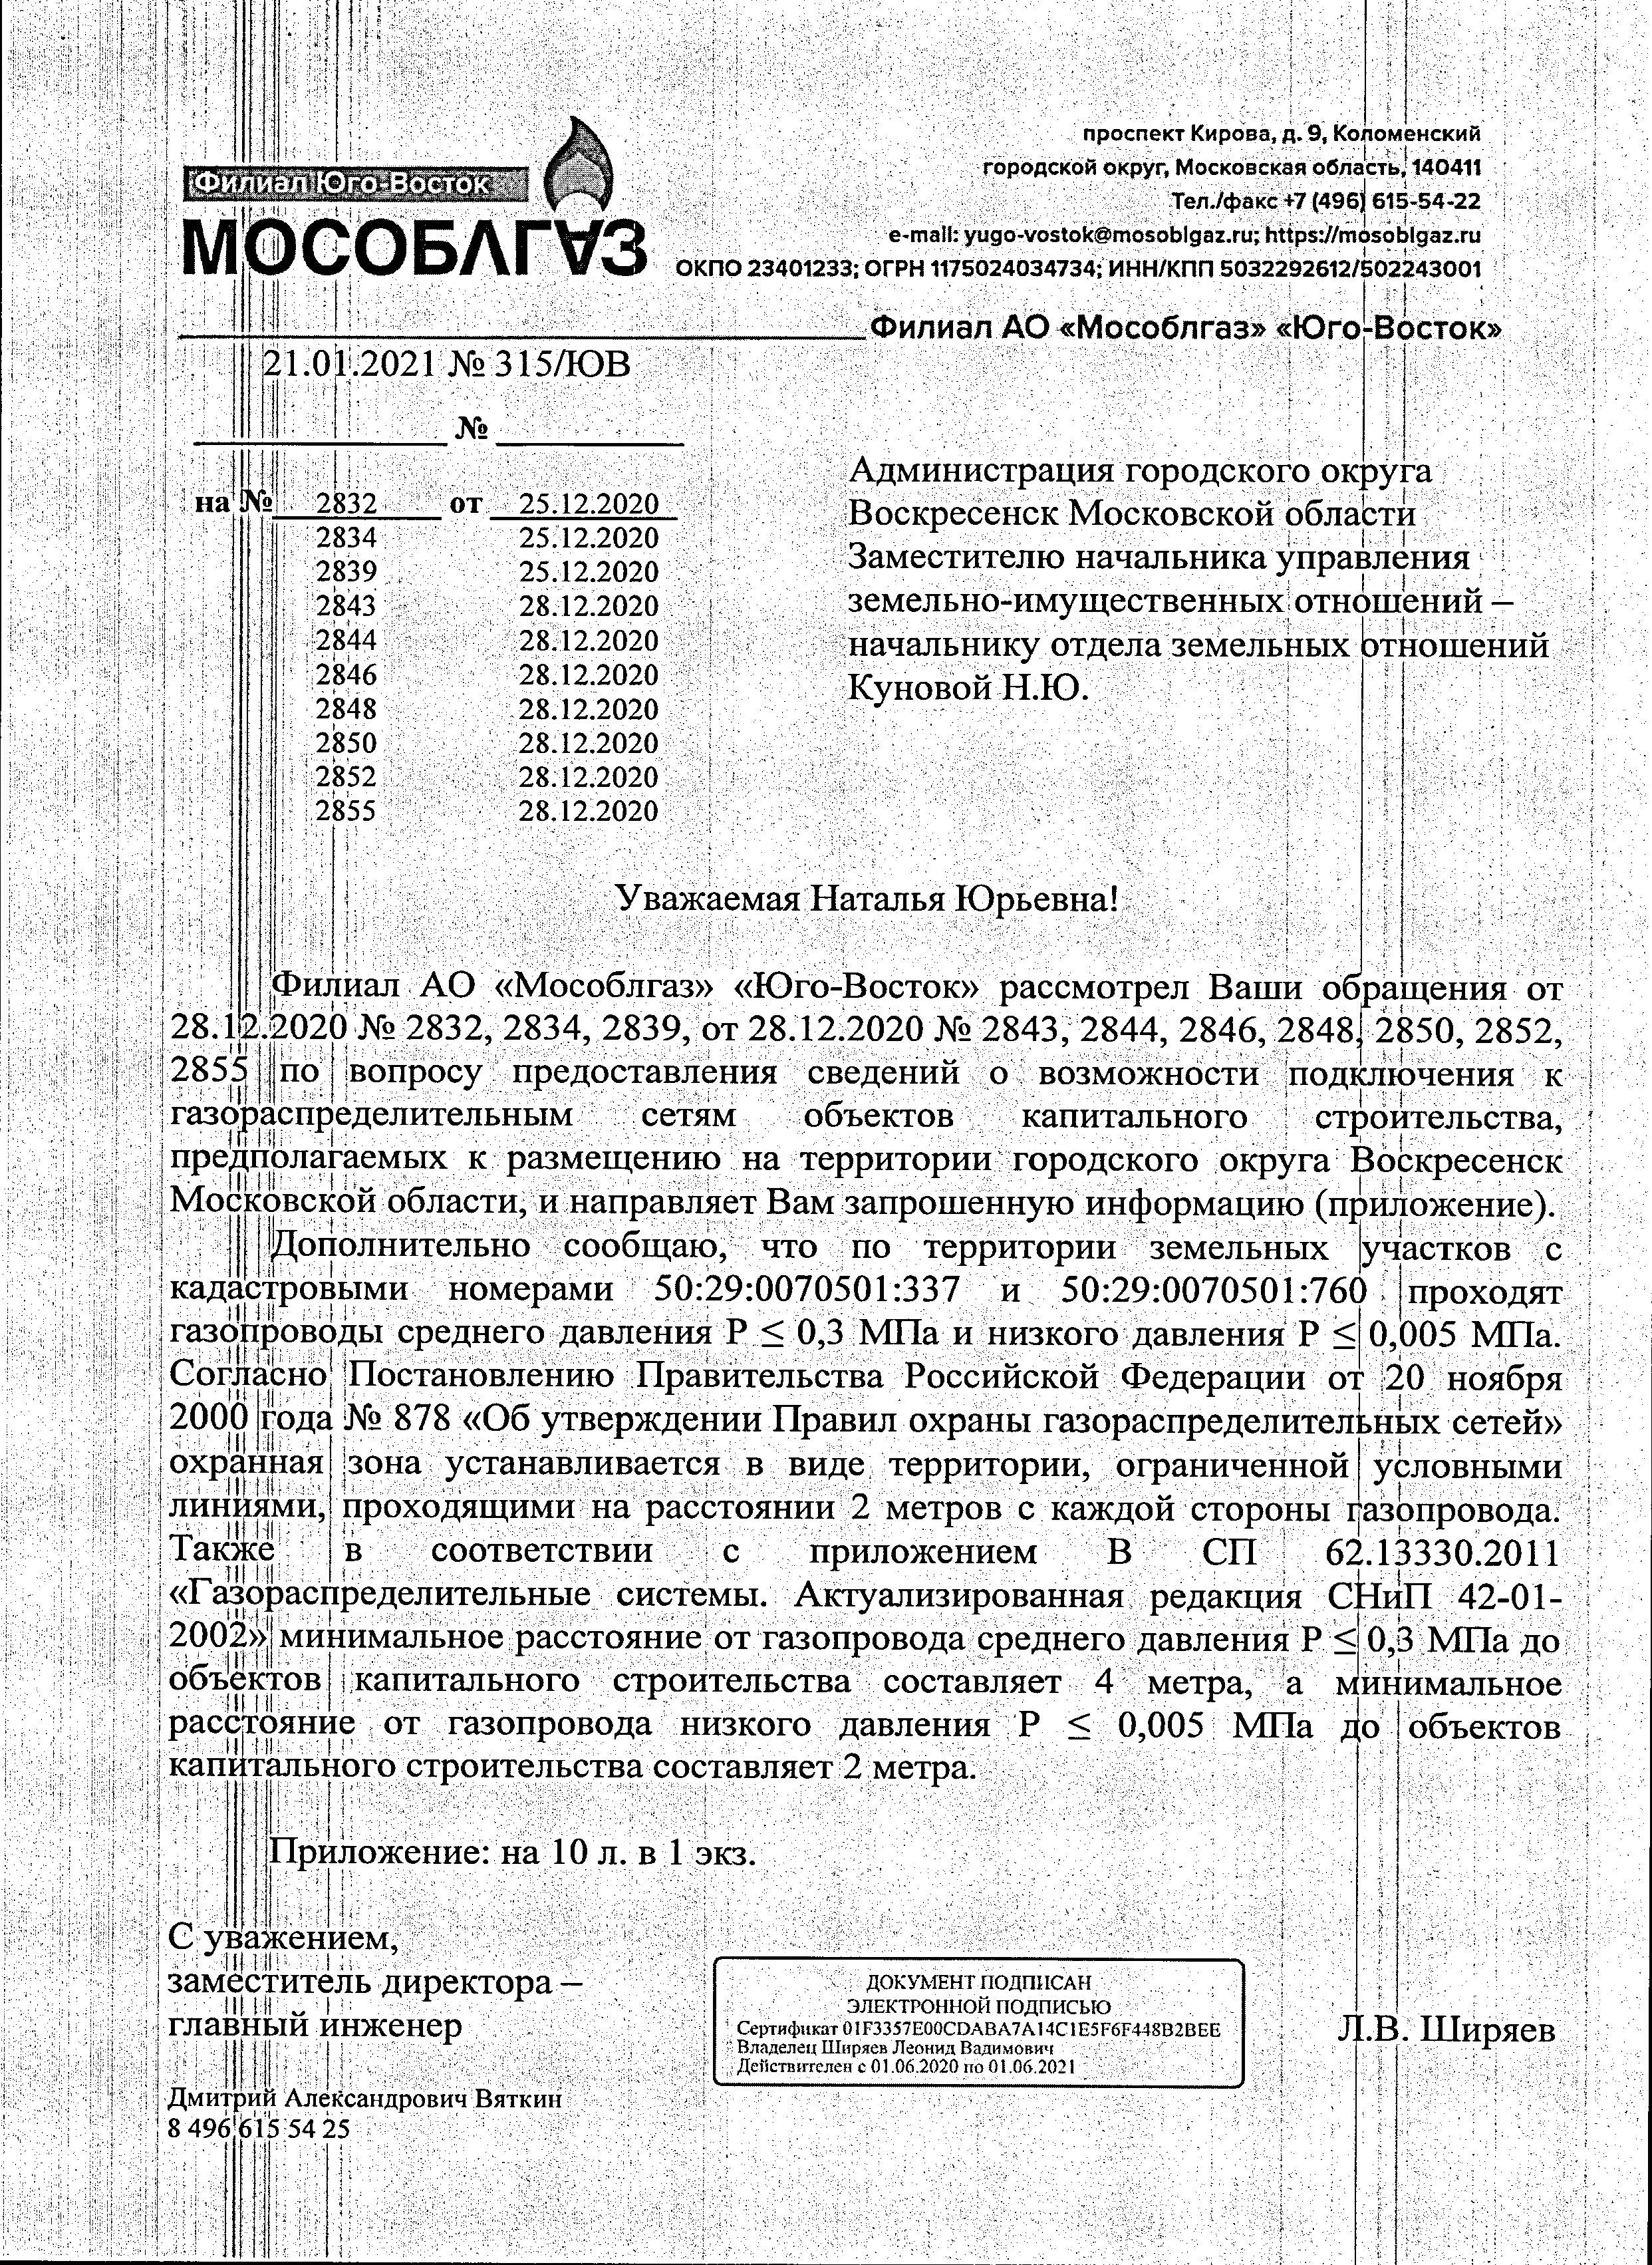 проспект Кирова, д. 9, Коломенский
городской округ, Московская область, 140411
Тел./факс +7 (496) 615-54-22
e-mail: yugo-vostok@mosoblgaz.ru; https://mosoblgaz.ru
ОКПО 23401233; ОГРН 1175024034734; ИНН/КПП 5032292612/502243001
Филиал Юго-Восток
МОСОБЛГАЗ
Филиал АО «Мособлгаз» «Юго-Восток»
21.01.2021 № 315/ЮВ
№
на № 2832 от 25.12.2020
2834 25.12.2020
2839 25.12.2020
2843 28.12.2020
2844 28.12.2020
2846 28.12.2020
2848 28.12.2020
2850 28.12.2020
2852 28.12.2020
2855 28.12.2020
Администрация городского округа
Воскресенск Московской области
Заместителю начальника управления
земельно-имущественных отношений –
начальнику отдела земельных отношений
Куновой Н.Ю.
Уважаемая Наталья Юрьевна!
Филиал АО «Мособлгаз» «Юго-Восток» рассмотрел Ваши обращения от
28.12.2020 № 2832, 2834, 2839, от 28.12.2020 № 2843, 2844, 2846, 2848, 2850, 2852,
2855 по вопросу предоставления сведений о возможности подключения к
газораспределительным сетям объектов капитального строительства,
предполагаемых к размещению на территории городского округа Воскресенск
Московской области, и направляет Вам запрошенную информацию (приложение).
Дополнительно сообщаю, что по территории земельных участков с
кадастровыми номерами 50:29:0070501:337 и 50:29:0070501:760 проходят
газопроводы среднего давления Р ≤ 0,3 МПа и низкого давления Р ≤ 0,005 МПа.
Согласно Постановлению Правительства Российской Федерации от 20 ноября
2000 года № 878 «Об утверждении Правил охраны газораспределительных сетей»
охранная зона устанавливается в виде территории, ограниченной условными
линиями, проходящими на расстоянии 2 метров с каждой стороны газопровода.
Также в соответствии с приложением В СП 62.13330.2011
«Газораспределительные системы. Актуализированная редакция СНиП 42-01-
2002» минимальное расстояние от газопровода среднего давления Р ≤ 0,3 МПа до
объектов капитального строительства составляет 4 метра, а минимальное
расстояние от газопровода низкого давления Р ≤ 0,005 МПа до объектов
капитального строительства составляет 2 метра.
Приложение: на 10 л. в 1 экз.
С уважением,
заместитель директора –
главный инженер
ДОКУМЕНТ ПОДПИСАН
ЭЛЕКТРОННОЙ ПОДПИСЬЮ
Сертификат 01F3357E00CDABA7A14C1E5F6F448B2BEE
Владелец Ширяев Леонид Вадимович
Действителен с 01.06.2020 по 01.06.2021
Л.В. Ширяев
Дмитрий Александрович Вяткин
8 496 615 54 25